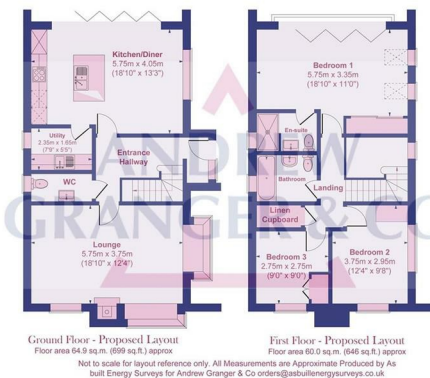 Kitchen/Diner
5.75m x 4.05m
(18'10" x 13'3")
Utility
2.35m x 1.65m
(7'9" x 5'5")
Entrance
Hallway
WC
Lounge
5.75m x 3.75m
(18'10" x 12'4")
Bedroom 1
5.75m x 3.35m
(18'10" x 11'0")
En-suite
Bathroom
Landing
Linen
Cupboard
Bedroom 3
2.75m x 2.75m
(9'0" x 9'0")
Bedroom 2
3.75m x 2.95m
(12'4" x 9'8")
ANDREW
GRANGER & CO
Ground Floor - Proposed Layout
Floor area 64.9 sq.m. (699 sq.ft.) approx
First Floor - Proposed Layout
Floor area 60.0 sq.m. (646 sq.ft.) approx
Not to scale for layout reference only. All Measurements are Approximate Produced by As
built Energy Surveys for Andrew Granger & Co orders@asbuillenergysurveys.co.uk